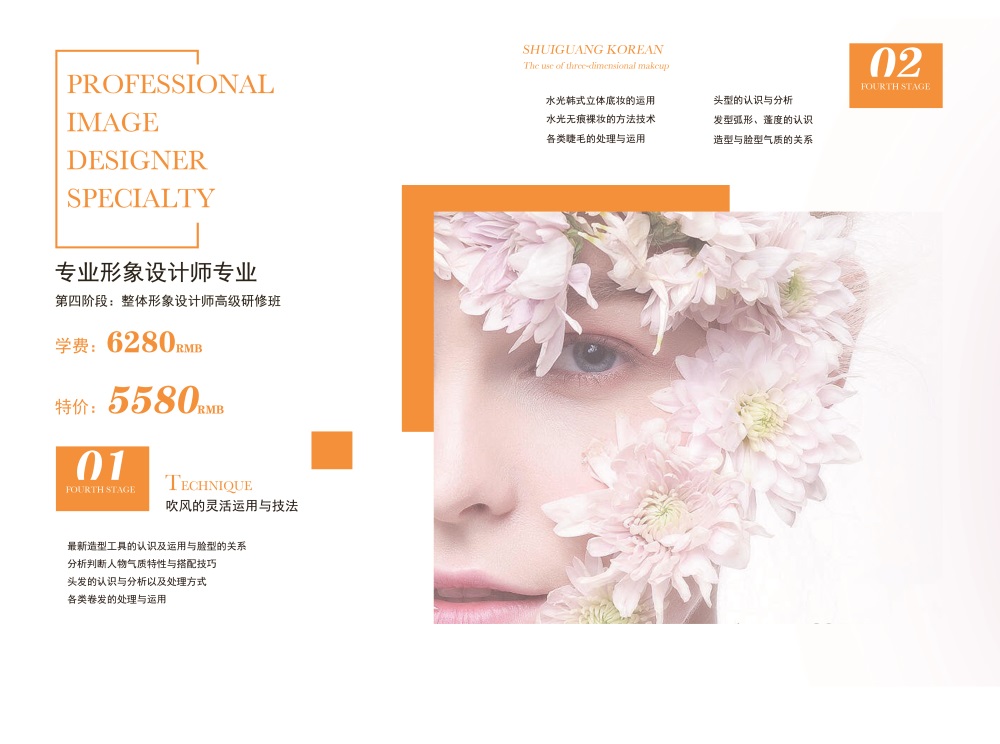 PROFESSIONAL
IMAGE
DESIGNER
SPECIALTY
专业形象设计师专业
第四阶段：整体形象设计师高级研修班
学费：6280RMB
特价：5580RMB
01
FOURTH STAGE
TECHNIQUE
吹风的灵活运用与技法
最新造型工具的认识及运用与脸型的关系
分析判断人物气质特性与搭配技巧
头发的认识与分析以及处理方式
各类卷发的处理与运用
SHUIGUANG KOREAN
The use of three-dimensional makeup
水光韩式立体底妆的运用
水光无痕裸妆的方法技术
各类睫毛的处理与运用
头型的认识与分析
发型弧形、蓬度的认识
造型与脸型气质的关系
02
FOURTH STAGE